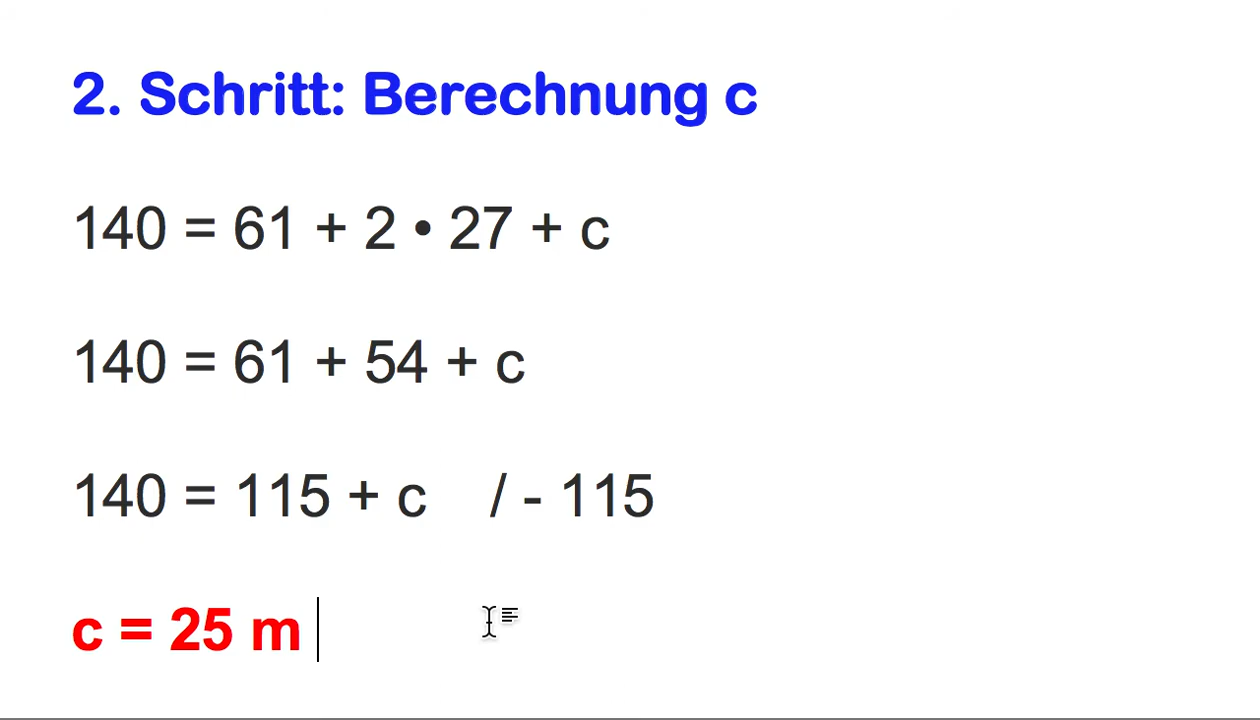 2. Schritt: Berechnung c
140 = 61 + 2 • 27 + c
140 = 61 + 54 + c
140 = 115 + c / - 115
c = 25 m